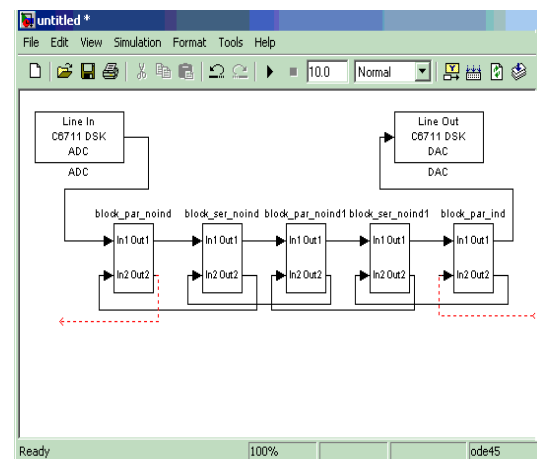 untitled *
File Edit View Simulation Format Tools Help
10.0 Normal
Line In
C6711 DSK
ADC
ADC
Line Out
C6711 DSK
DAC
DAC
block_par_noind block_ser_noind block_par_noind1 block_ser_noind1 block_par_ind
In1 Out1 In1 Out1 In1 Out1 In1 Out1 In1 Out1
In2 Out2 In2 Out2 In2 Out2 In2 Out2 In2 Out2
Ready 100% ode45